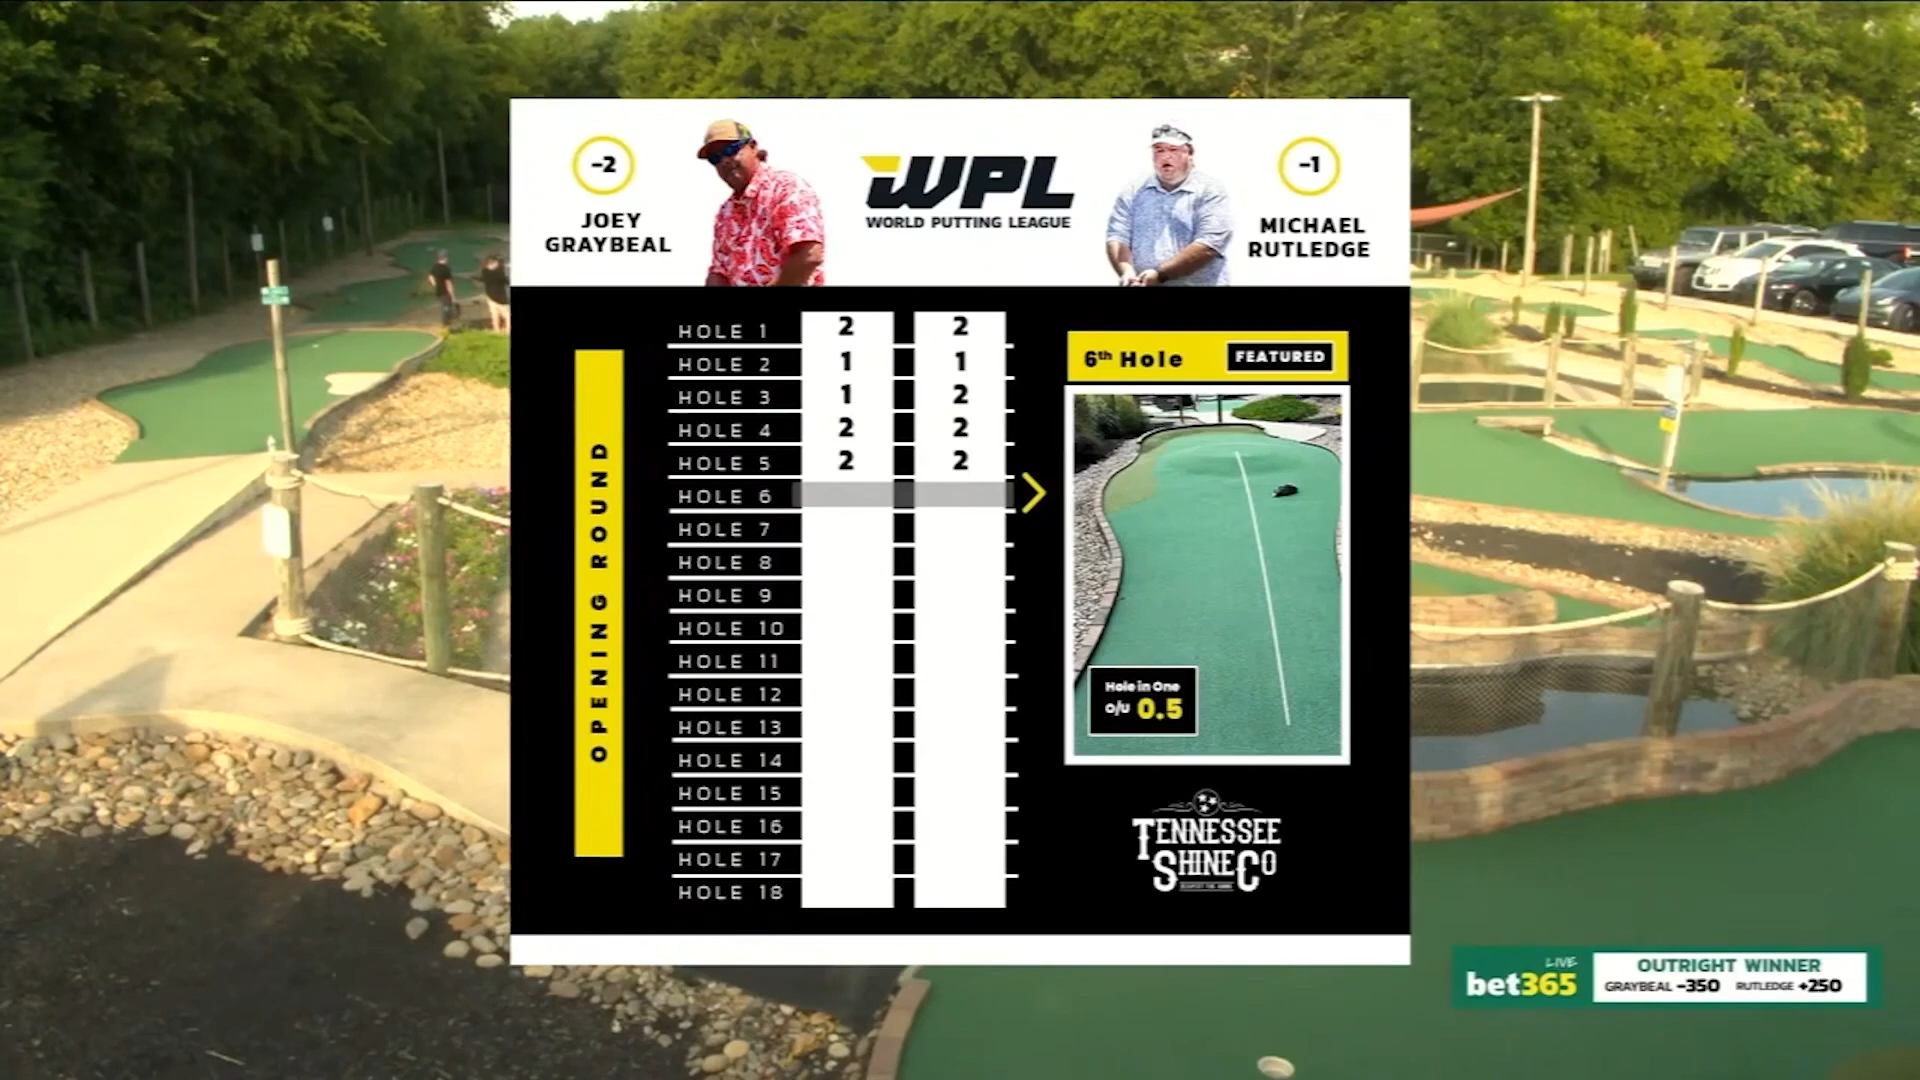 -2
JOEY
GRAYBEAL
WPL
WORLD PUTTING LEAGUE
-1
MICHAEL
RUTLEDGE
OPENING ROUND
HOLE 1 2 2
HOLE 2 1 1
HOLE 3 1 2
HOLE 4 2 2
HOLE 5 2 2
HOLE 6
HOLE 7
HOLE 8
HOLE 9
HOLE 10
HOLE 11
HOLE 12
HOLE 13
HOLE 14
HOLE 15
HOLE 16
HOLE 17
HOLE 18
6th Hole FEATURED
Hole in One
O/U 0.5
TENNESSEE
SHINE CO
LIVE
bet365
OUTRIGHT WINNER
GRAYBEAL -350 RUTLEDGE +250